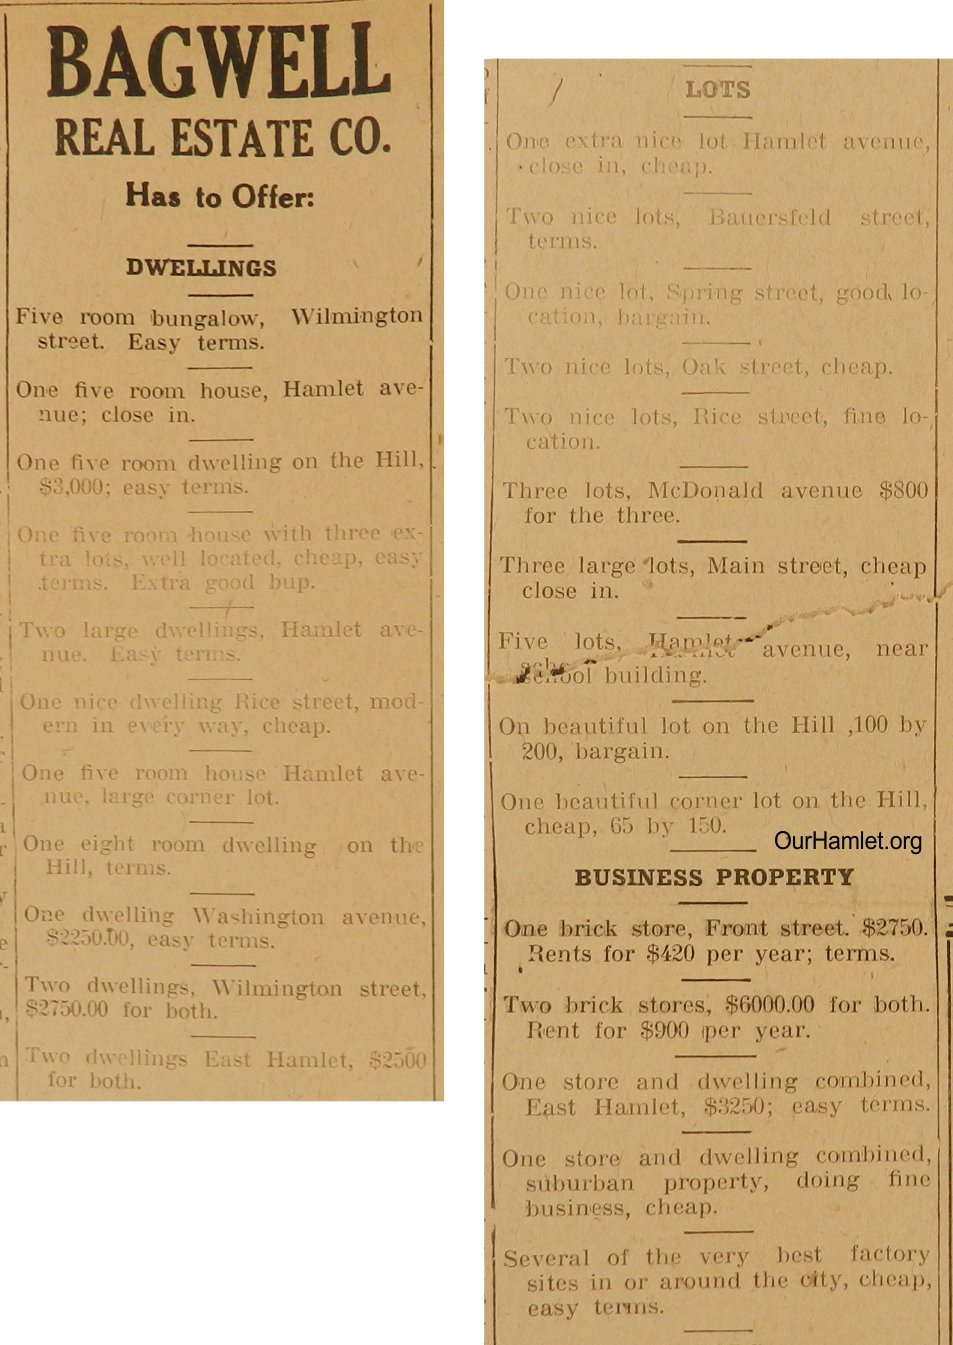 BAGWELL
REAL ESTATE CO.
Has to Offer:
DWELLINGS
Five room bungalow, Wilmington
street. Easy terms.
One five room house, Hamlet ave-
nue; close in.
One five room dwelling on the Hill,
$3,000; easy terms.
One five room house with three ex-
tra lots, well located, cheap, easy
terms. Extra good bup.
Two large dwellings, Hamlet ave-
nue. Easy terms.
One nice dwelling Rice street, mod-
ern in every way, cheap.
One five room house Hamlet ave-
nue, large corner lot.
One eight room dwelling on the
Hill, terms.
One dwelling Washington avenue,
$2250.00, easy terms.
Two dwellings, Wilmington street,
$2750.00 for both.
Two dwellings East Hamlet, $2500
for both.
LOTS
One extra nice lot Hamlet avenue,
close in, cheap.
Two nice lots, Bauersfeld street,
terms.
One nice lot, Spring street, good lo-
cation, bargain.
Two nice lots, Oak street, cheap.
Two nice lots, Rice street, fine lo-
cation.
Three lots, McDonald avenue $800
for the three.
Three large lots, Main street, cheap
close in.
Five lots, Hamlet avenue, near
school building.
On beautiful lot on the Hill ,100 by
200, bargain.
One beautiful corner lot on the Hill,
cheap, 65 by 150.
OurHamlet.org
BUSINESS PROPERTY
One brick store, Front street. $2750.
Rents for $420 per year; terms.
Two brick stores, $6000.00 for both.
Rent for $900 per year.
One store and dwelling combined,
East Hamlet, $3250; easy terms.
One store and dwelling combined,
suburban property, doing fine
business, cheap.
Several of the very best factory
sites in or around the city, cheap,
easy terms.